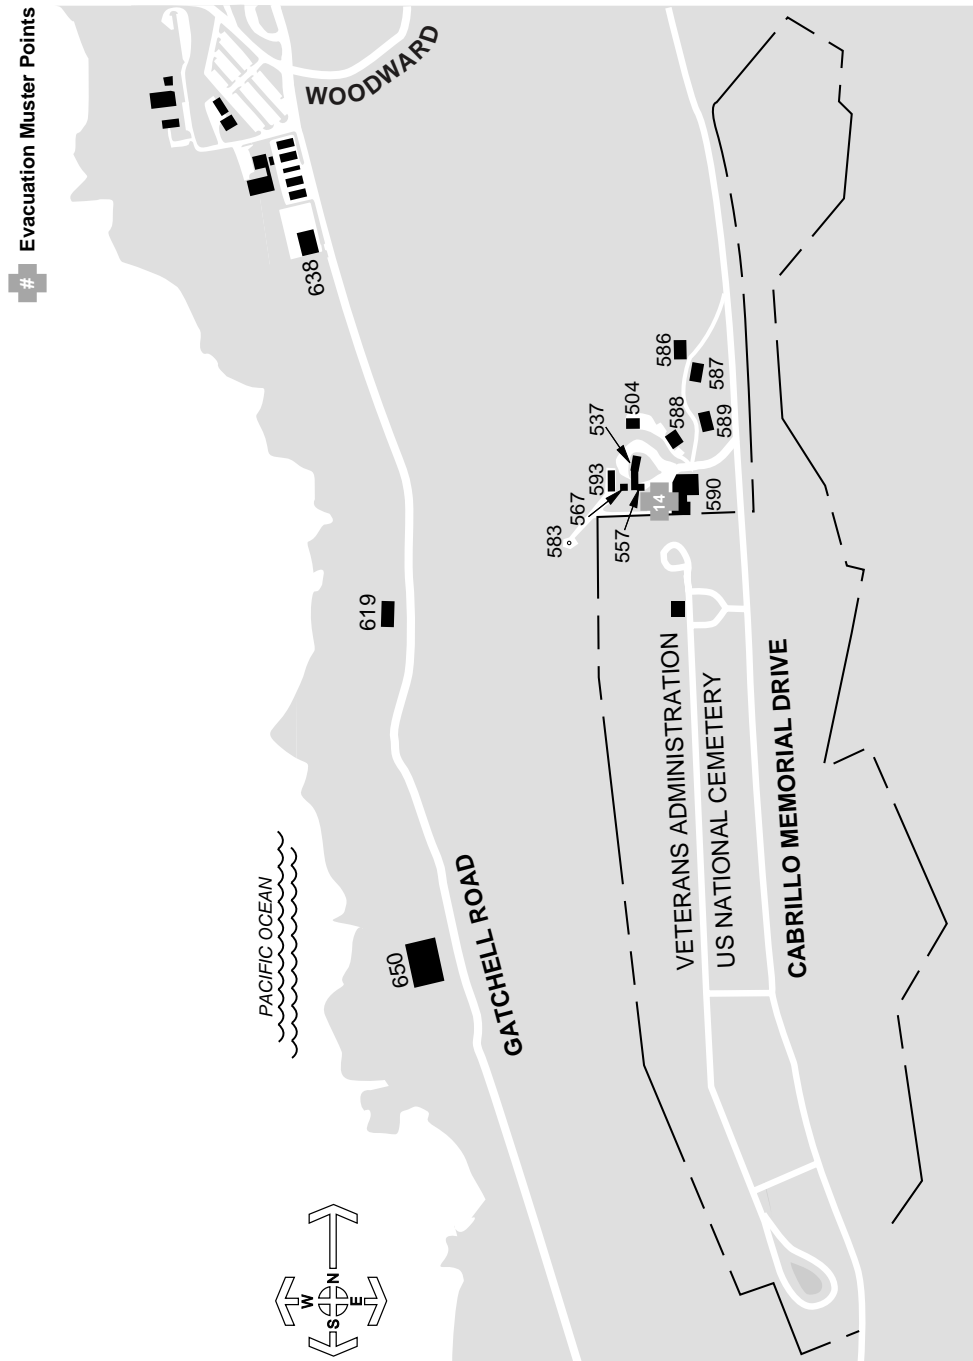 # Evacuation Muster Points
WOODWARD
638
586
587
504
588
589
537
593
567
590
583
557
14
619
VETERANS ADMINISTRATION
US NATIONAL CEMETERY
CABRILLO MEMORIAL DRIVE
PACIFIC OCEAN
650
GATCHELL ROAD
N
W
E
S